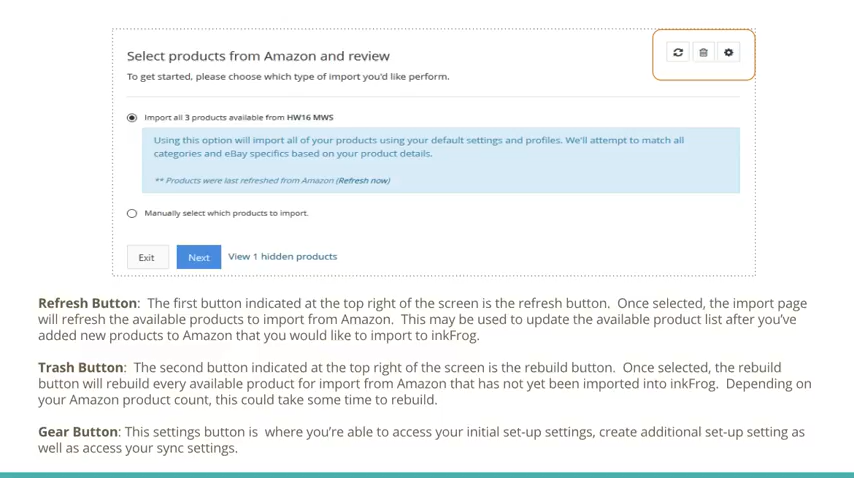 Select products from Amazon and review
To get started, please choose which type of import you'd like perform.
Import all 3 products available from HW16 MWS
Using this option will import all of your products using your default settings and profiles. We'll attempt to match all
categories and eBay specifics based on your product details.
** Products were last refreshed from Amazon (Refresh now)
Manually select which products to import.
Exit Next View 1 hidden products
Refresh Button:  The first button indicated at the top right of the screen is the refresh button.  Once selected, the import page
will refresh the available products to import from Amazon.  This may be used to update the available product list after you’ve
added new products to Amazon that you would like to import to inkFrog.
Trash Button:  The second button indicated at the top right of the screen is the rebuild button.  Once selected, the rebuild
button will rebuild every available product for import from Amazon that has not yet been imported into inkFrog.  Depending on
your Amazon product count, this could take some time to rebuild.
Gear Button: This settings button is  where you’re able to access your initial set-up settings, create additional set-up setting as
well as access your sync settings.